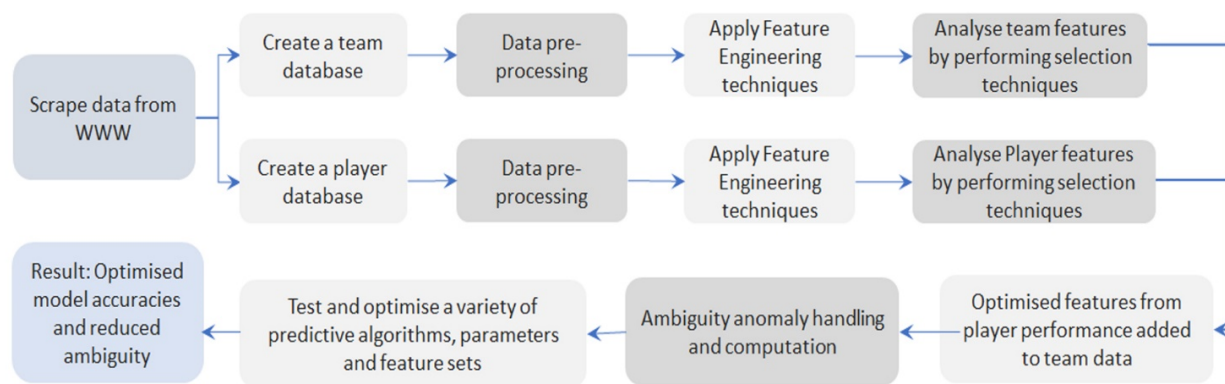 Scrape data from
WWW
Create a team
database
Data pre-
processing
Apply Feature
Engineering
techniques
Analyse team features
by performing selection
techniques
Create a player
database
Data pre-
processing
Apply Feature
Engineering
techniques
Analyse Player features
by performing selection
techniques
Optimised features from
player performance added
to team data
Ambiguity anomaly handling
and computation
Test and optimise a variety of
predictive algorithms, parameters
and feature sets
Result: Optimised
model accuracies
and reduced
ambiguity